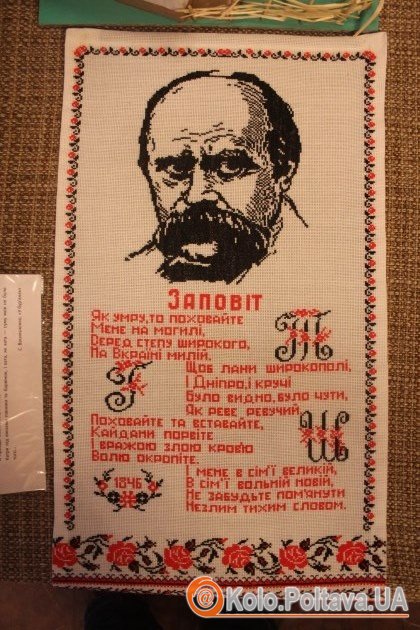 Заповіт
Як умру, то поховайте
Мене на могилі,
Серед степу широкого,
На Вкраїні милій.
Т
Щоб лани широкополі,
І Дніпро, і кручі
Було видно, було чути,
Як реве ревучий.
Г
Поховайте та вставайте,
Кайдани порвіте
І вражою злою кров'ю
Волю окропіте.
Ш
І мене в сім'ї великій,
В сім'ї вольній новій,
Не забудьте пом'янути
Незлим тихим словом.
1845
@ Kolo.Poltava.UA